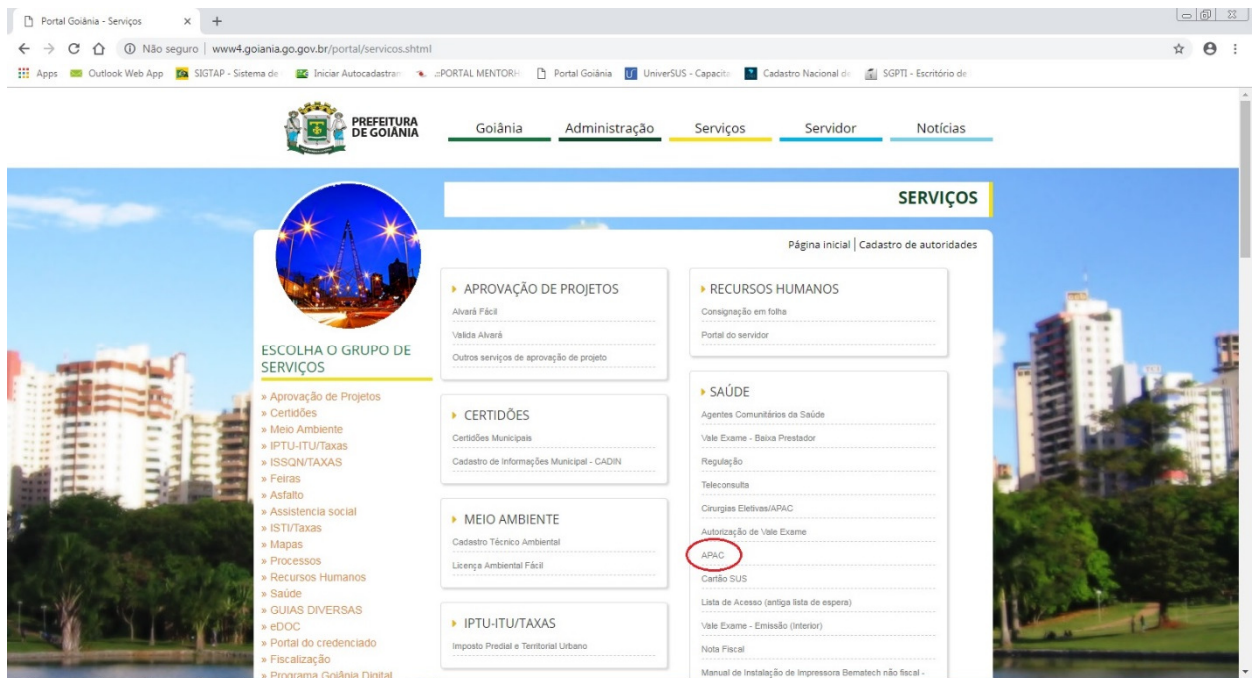 Portal Goiânia - Serviços
Não seguro | www4.goiania.go.gov.br/portal/servicos.shtml
Apps Outlook Web App SIGTAP - Sistema de Iniciar Autocadastra .::PORTAL MENTORH Portal Goiânia UniverSUS - Capacita Cadastro Nacional de SGPTI - Escritório de
PREFEITURA
DE GOIÂNIA
Goiânia Administração Serviços Servidor Notícias
SERVIÇOS
Página inicial | Cadastro de autoridades
ESCOLHA O GRUPO DE
SERVIÇOS
» Aprovação de Projetos
» Certidões
» Meio Ambiente
» IPTU-ITU/Taxas
» ISSQN/TAXAS
» Feiras
» Asfalto
» Assistencia social
» ISTI/Taxas
» Mapas
» Processos
» Recursos Humanos
» Saúde
» GUIAS DIVERSAS
» eDOC
» Portal do credenciado
» Fiscalização
» Programa Goiânia Digital
APROVAÇÃO DE PROJETOS
Alvará Fácil
Valida Alvará
Outros serviços de aprovação de projeto
CERTIDÕES
Certidões Municipais
Cadastro de Informações Municipal - CADIN
MEIO AMBIENTE
Cadastro Técnico Ambiental
Licença Ambiental Fácil
IPTU-ITU/TAXAS
Imposto Predial e Territorial Urbano
RECURSOS HUMANOS
Consignação em folha
Portal do servidor
SAÚDE
Agentes Comunitários da Saúde
Vale Exame - Baixa Prestador
Regulação
Teleconsulta
Cirurgias Eletivas/APAC
Autorização de Vale Exame
APAC
Cartão SUS
Lista de Acesso (antiga lista de espera)
Vale Exame - Emissão (Interior)
Nota Fiscal
Manual de Instalação de Impressora Bematech não fiscal -